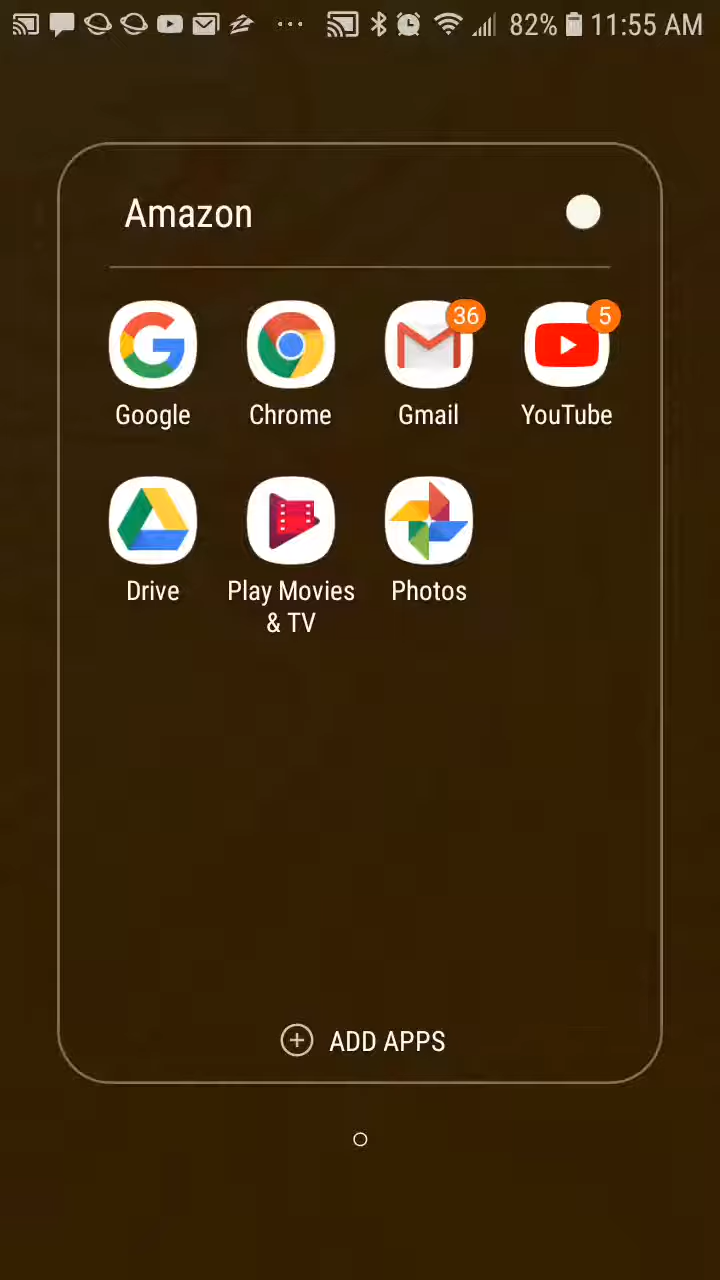 82% 11:55 AM
Amazon
36 5
Google Chrome Gmail YouTube
Drive Play Movies & TV Photos
ADD APPS